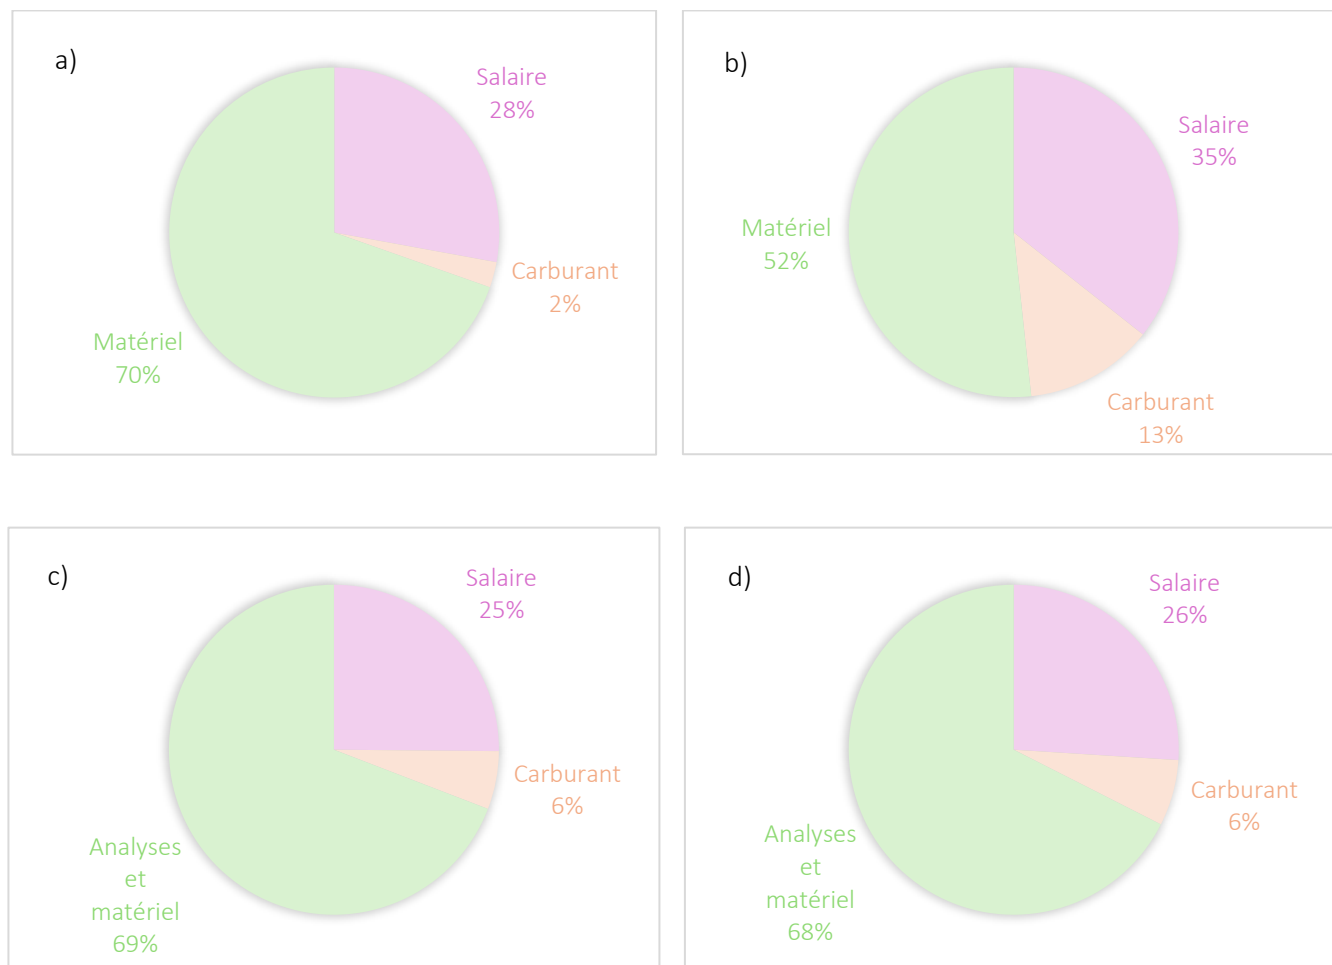 a)
Salaire
28%
Carburant
2%
Matériel
70%
b)
Salaire
35%
Matériel
52%
Carburant
13%
c)
Salaire
25%
Carburant
6%
Analyses
et
matériel
69%
d)
Salaire
26%
Carburant
6%
Analyses
et
matériel
68%